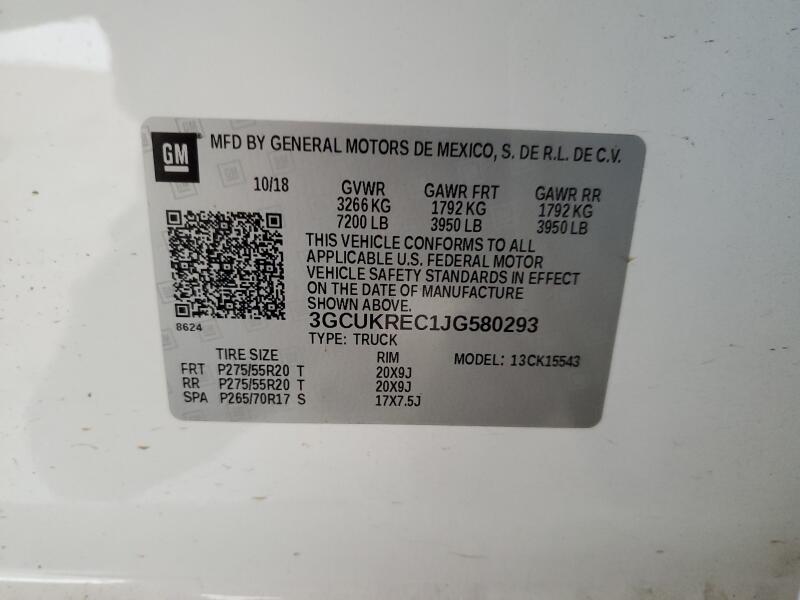 GM MFD BY GENERAL MOTORS DE MEXICO, S. DE R.L. DE C.V.
10/18 GVWR GAWR FRT GAWR RR
3266 KG 1792 KG 1792 KG
7200 LB 3950 LB 3950 LB
THIS VEHICLE CONFORMS TO ALL
APPLICABLE U.S. FEDERAL MOTOR
VEHICLE SAFETY STANDARDS IN EFFECT
ON THE DATE OF MANUFACTURE
SHOWN ABOVE.
8624 3GCUKREC1JG580293
TYPE: TRUCK
TIRE SIZE RIM MODEL: 13CK15543
FRT P275/55R20 T 20X9J
RR P275/55R20 T 20X9J
SPA P265/70R17 S 17X7.5J